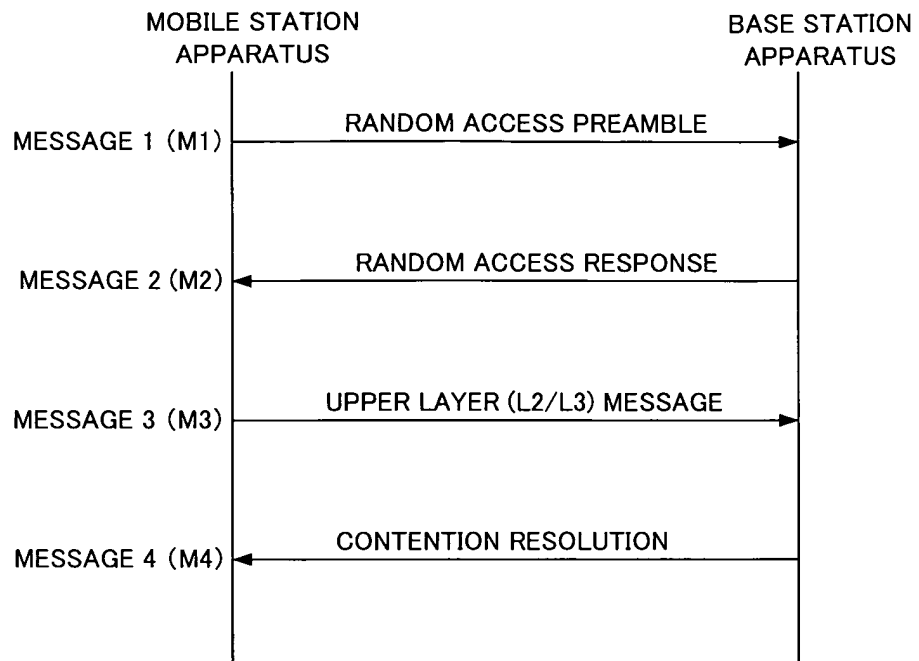 MOBILE STATION
APPARATUS
BASE STATION
APPARATUS
MESSAGE 1 (M1)
RANDOM ACCESS PREAMBLE
MESSAGE 2 (M2)
RANDOM ACCESS RESPONSE
MESSAGE 3 (M3)
UPPER LAYER (L2/L3) MESSAGE
MESSAGE 4 (M4)
CONTENTION RESOLUTION